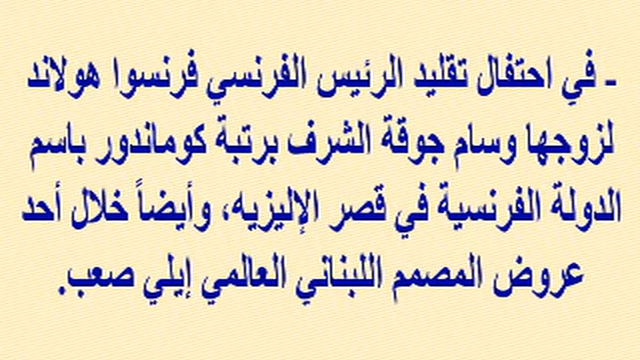 ـ في احتفال تقليد الرئيس الفرنسي فرنسوا هولاند
لزوجها وسام جوقة الشرف برتبة كوماندور باسم
الدولة الفرنسية في قصر الإليزيه، وأيضاً خلال أحد
عروض المصمم اللبناني العالمي إيلي صعب.